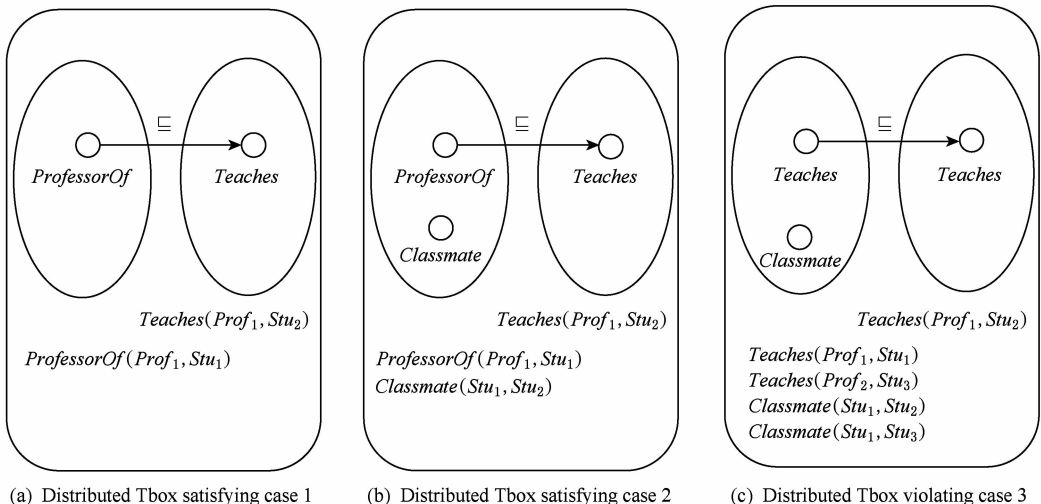 ⊑
ProfessorOf
Teaches
Teaches(Prof₁,Stu₂)
ProfessorOf(Prof₁,Stu₁)
(a) Distributed Tbox satisfying case 1
⊑
ProfessorOf
Teaches
Classmate
Teaches(Prof₁,Stu₂)
ProfessorOf(Prof₁,Stu₁)
Classmate(Stu₁,Stu₂)
(b) Distributed Tbox satisfying case 2
⊑
Teaches
Teaches
Classmate
Teaches(Prof₁,Stu₂)
Teaches(Prof₁,Stu₁)
Teaches(Prof₂,Stu₃)
Classmate(Stu₁,Stu₂)
Classmate(Stu₁,Stu₃)
(c) Distributed Tbox violating case 3